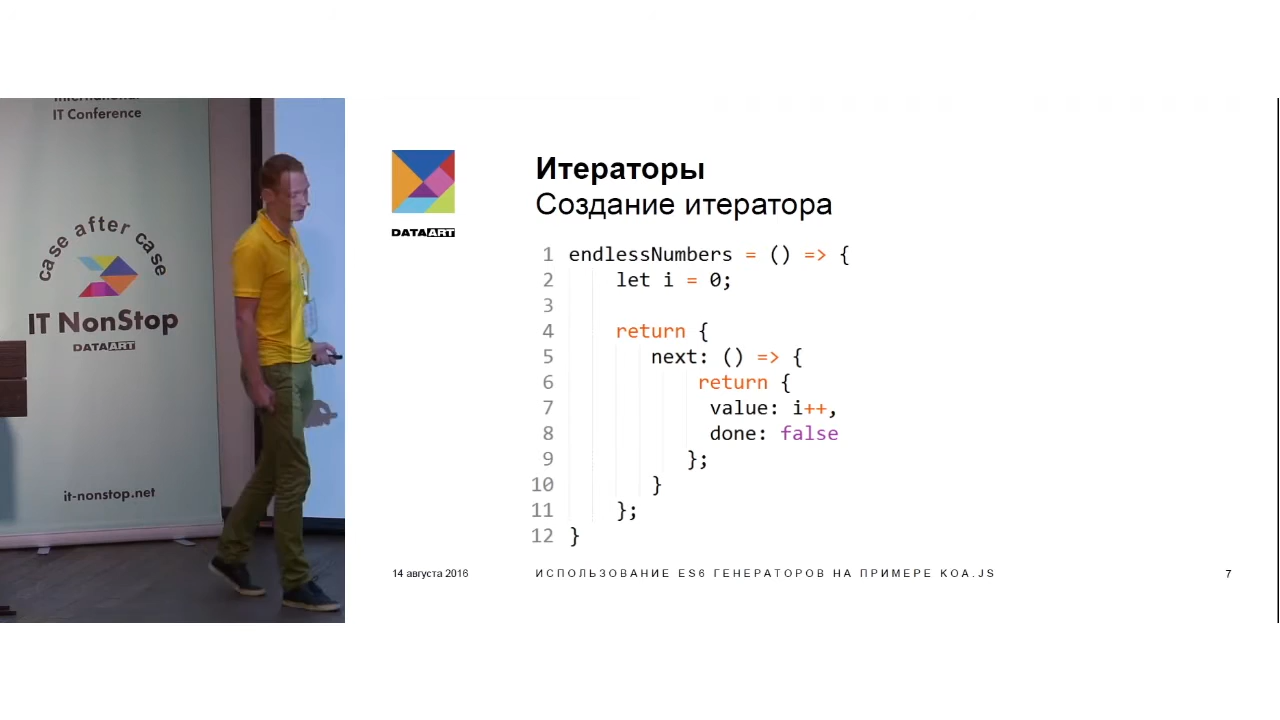 International
IT Conference
case after case
IT NonStop
DATAART
it-nonstop.net
DATAART
Итераторы
Создание итератора
1 endlessNumbers = () => {
2 let i = 0;
3
4 return {
5 next: () => {
6 return {
7 value: i++,
8 done: false
9 };
10 }
11 };
12 }
14 августа 2016
ИСПОЛЬЗОВАНИЕ ES6 ГЕНЕРАТОРОВ НА ПРИМЕРЕ KOA.JS
7